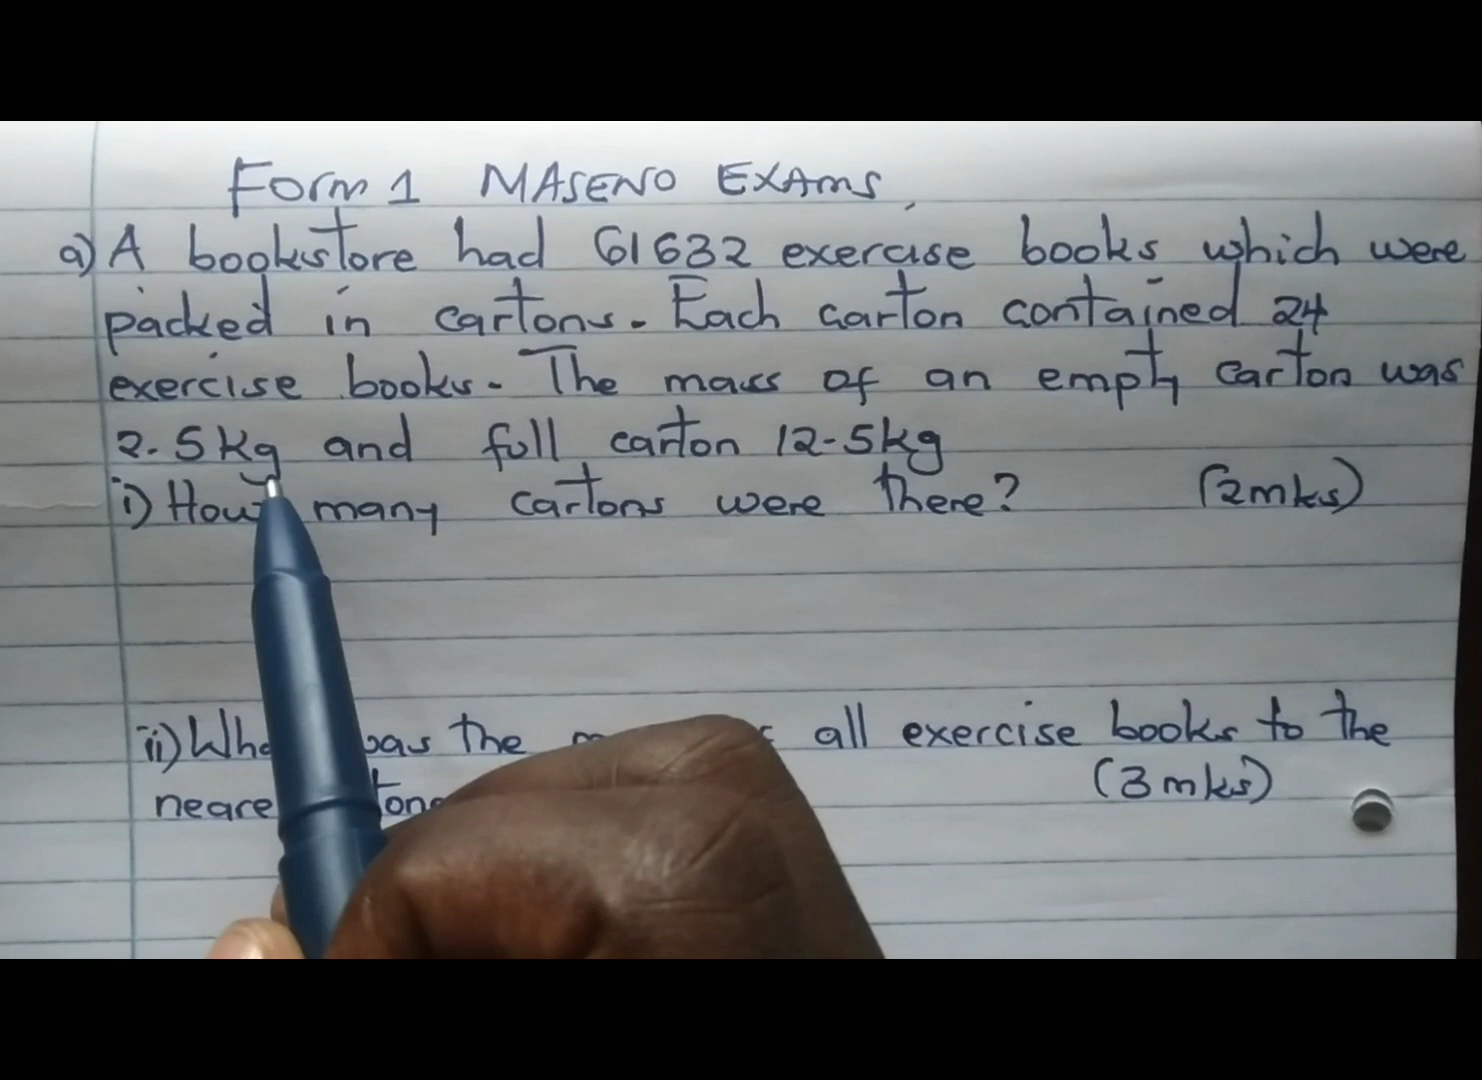 Form 1 MASENO EXAMS
a) A bookstore had 61632 exercise books which were
packed in cartons. Each carton contained 24
exercise books. The mass of an empty carton was
2.5kg and full carton 12.5kg
i) How many cartons were there? (2mks)
ii) was the all exercise books to the
(3mks)